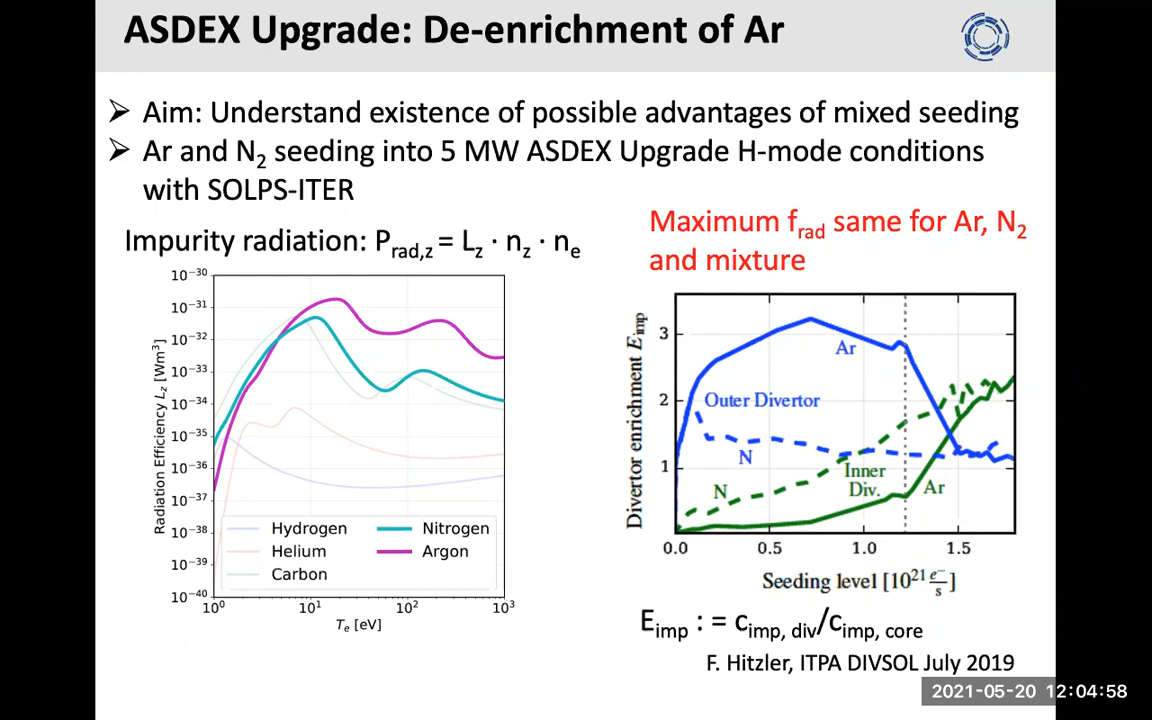 ASDEX Upgrade: De-enrichment of Ar
➢ Aim: Understand existence of possible advantages of mixed seeding
➢ Ar and N₂ seeding into 5 MW ASDEX Upgrade H-mode conditions
with SOLPS-ITER
Impurity radiation: P_rad,z = L_z · n_z · n_e
10⁻³⁰
10⁻³¹
10⁻³²
10⁻³³
10⁻³⁴
10⁻³⁵
10⁻³⁶
10⁻³⁷
10⁻³⁸
10⁻³⁹
10⁻⁴⁰
Radiation Efficiency L_z [Wm³]
Hydrogen
Helium
Carbon
Nitrogen
Argon
10⁰ 10¹ 10² 10³
T_e [eV]
Maximum f_rad same for Ar, N₂
and mixture
Divertor enrichment E_imp
3
2
1
Ar
Outer Divertor
N
N
Inner
Div.
Ar
0.0 0.5 1.0 1.5
Seeding level [10²¹ e⁻/s]
E_imp : = c_imp, div/c_imp, core
F. Hitzler, ITPA DIVSOL July 2019
2021-05-20 12:04:58